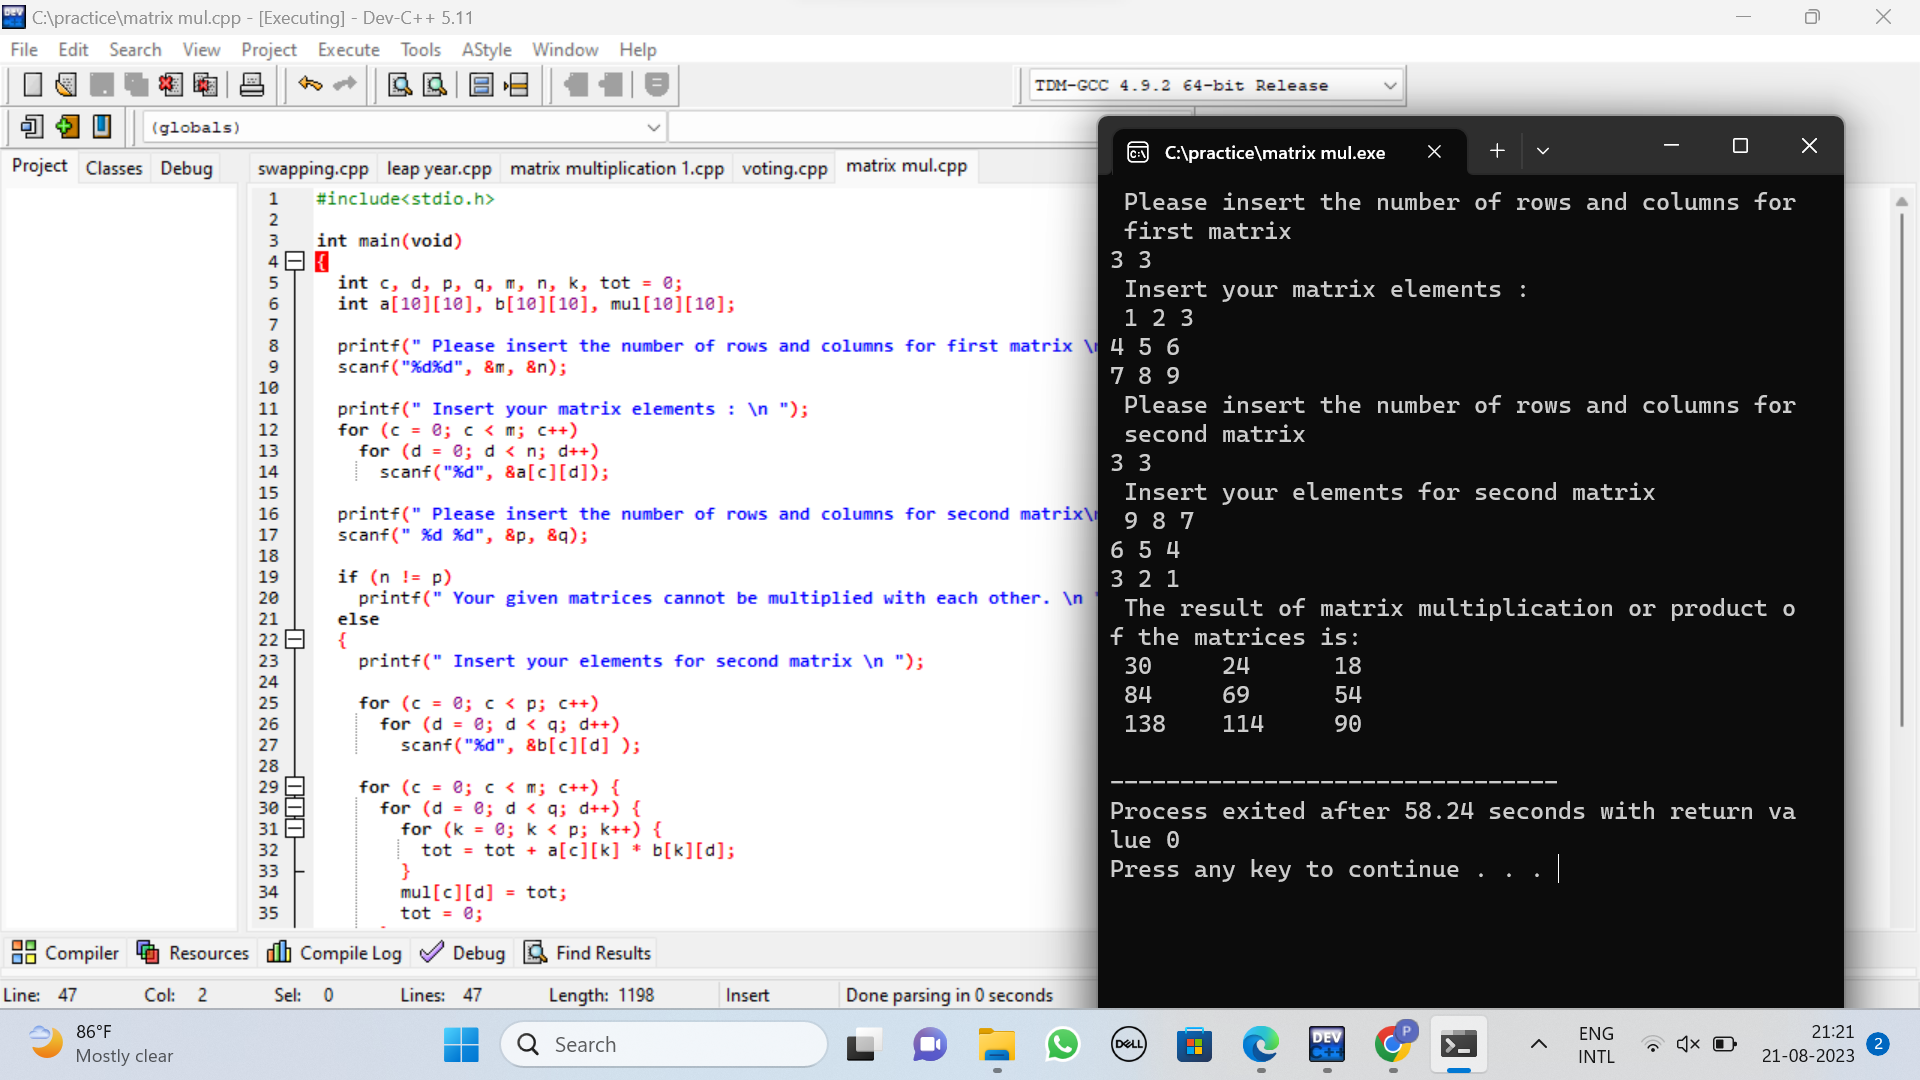 C:\practice\matrix mul.cpp - [Executing] - Dev-C++ 5.11
File Edit Search View Project Execute Tools AStyle Window Help
TDM-GCC 4.9.2 64-bit Release
(globals)
Project Classes Debug
swapping.cpp leap year.cpp matrix multiplication 1.cpp voting.cpp matrix mul.cpp
1 #include<stdio.h>
2
3 int main(void)
4 {
5 int c, d, p, q, m, n, k, tot = 0;
6 int a[10][10], b[10][10], mul[10][10];
7
8 printf(" Please insert the number of rows and columns for first matrix \
9 scanf("%d%d", &m, &n);
10
11 printf(" Insert your matrix elements : \n ");
12 for (c = 0; c < m; c++)
13 for (d = 0; d < n; d++)
14 scanf("%d", &a[c][d]);
15
16 printf(" Please insert the number of rows and columns for second matrix\
17 scanf(" %d %d", &p, &q);
18
19 if (n != p)
20 printf(" Your given matrices cannot be multiplied with each other. \n "
21 else
22 {
23 printf(" Insert your elements for second matrix \n ");
24
25 for (c = 0; c < p; c++)
26 for (d = 0; d < q; d++)
27 scanf("%d", &b[c][d] );
28
29 for (c = 0; c < m; c++) {
30 for (d = 0; d < q; d++) {
31 for (k = 0; k < p; k++) {
32 tot = tot + a[c][k] * b[k][d];
33 }
34 mul[c][d] = tot;
35 tot = 0;
C:\practice\matrix mul.exe
Please insert the number of rows and columns for
first matrix
3 3
Insert your matrix elements :
1 2 3
4 5 6
7 8 9
Please insert the number of rows and columns for
second matrix
3 3
Insert your elements for second matrix
9 8 7
6 5 4
3 2 1
The result of matrix multiplication or product o
f the matrices is:
30 24 18
84 69 54
138 114 90
--------------------------------
Process exited after 58.24 seconds with return va
lue 0
Press any key to continue . . .
Compiler Resources Compile Log Debug Find Results
Line: 47 Col: 2 Sel: 0 Lines: 47 Length: 1198 Insert Done parsing in 0 seconds
86°F
Mostly clear
Search
DELL
DEV
C++
P
ENG
INTL
21:21
21-08-2023
2